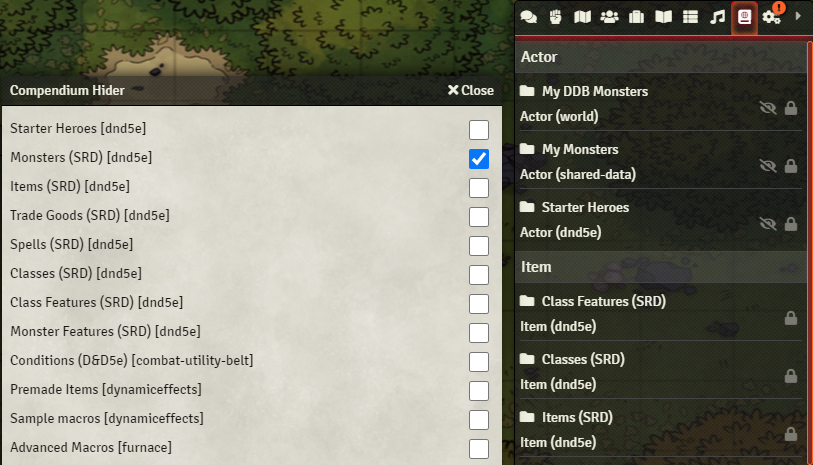 Compendium Hider
Close
Starter Heroes [dnd5e]
Monsters (SRD) [dnd5e]
Items (SRD) [dnd5e]
Trade Goods (SRD) [dnd5e]
Spells (SRD) [dnd5e]
Classes (SRD) [dnd5e]
Class Features (SRD) [dnd5e]
Monster Features (SRD) [dnd5e]
Conditions (D&D5e) [combat-utility-belt]
Premade Items [dynamiceffects]
Sample macros [dynamiceffects]
Advanced Macros [furnace]
!
Actor
My DDB Monsters
Actor (world)
My Monsters
Actor (shared-data)
Starter Heroes
Actor (dnd5e)
Item
Class Features (SRD)
Item (dnd5e)
Classes (SRD)
Item (dnd5e)
Items (SRD)
Item (dnd5e)